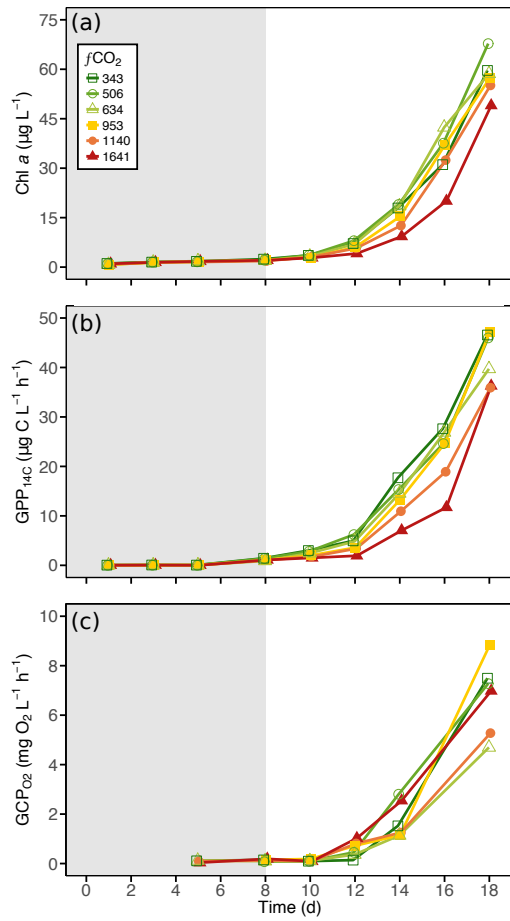 (a)
Chl a (µg L⁻¹)
75
60
45
30
15
0
fCO₂
343
506
634
953
1140
1641
(b)
GPP₁₄C (µg C L⁻¹ h⁻¹)
50
40
30
20
10
0
(c)
GCP_O2 (mg O₂ L⁻¹ h⁻¹)
10
8
6
4
2
0
0 2 4 6 8 10 12 14 16 18
Time (d)